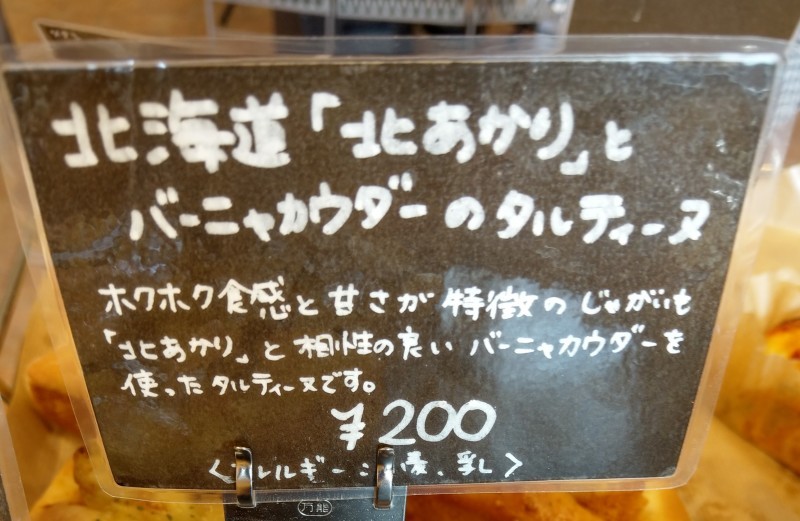 北海道「北あかり」と
バーニャカウダーのタルティーヌ
ホクホク食感と甘さが特徴のじゃがいも
「北あかり」と相性の良いバーニャカウダーを
使ったタルティーヌです。
¥200
<アレルギー:小麦、乳>
万能